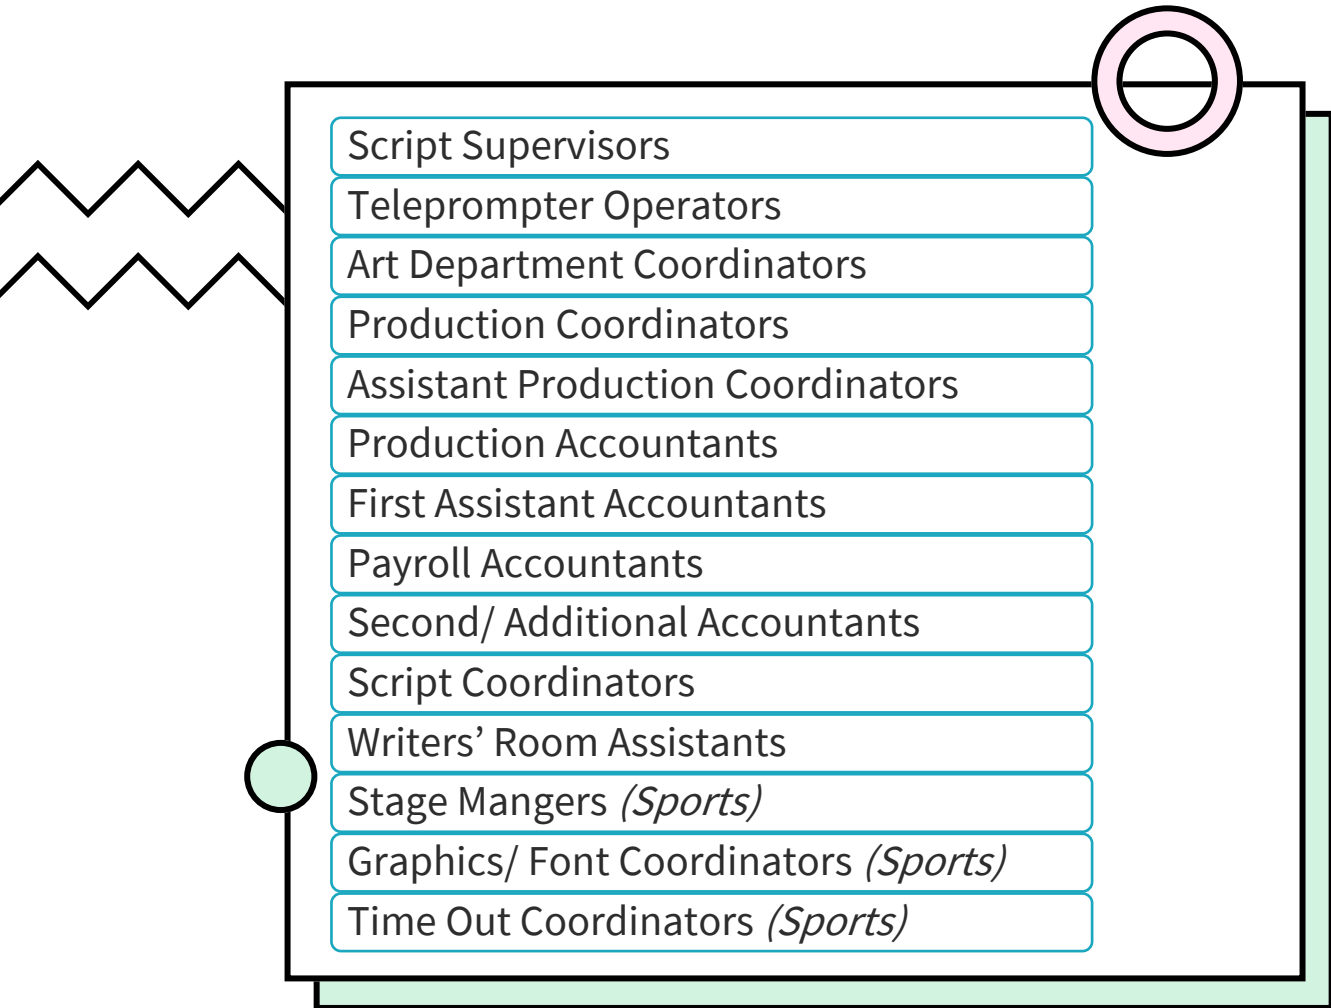 Script Supervisors
Teleprompter Operators
Art Department Coordinators
Production Coordinators
Assistant Production Coordinators
Production Accountants
First Assistant Accountants
Payroll Accountants
Second/ Additional Accountants
Script Coordinators
Writers’ Room Assistants
Stage Mangers (Sports)
Graphics/ Font Coordinators (Sports)
Time Out Coordinators (Sports)